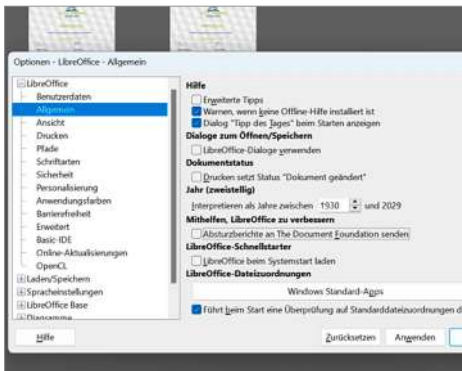 Optionen - LibreOffice - Allgemein
LibreOffice
Benutzerdaten
Allgemein
Ansicht
Drucken
Pfade
Schriftarten
Sicherheit
Personalisierung
Anwendungsfarben
Barrierefreiheit
Erweitert
Basic-IDE
Online-Aktualisierungen
OpenCL
Laden/Speichern
Spracheinstellungen
LibreOffice Base
Diagramme
Hilfe
Erweiterte Tipps
Warnen, wenn keine Offline-Hilfe installiert ist
Dialog "Tipp des Tages" beim Starten anzeigen
Dialoge zum Öffnen/Speichern
LibreOffice-Dialoge verwenden
Dokumentstatus
Drucken setzt Status "Dokument geändert"
Jahr (zweistellig)
Interpretieren als Jahre zwischen 1930 und 2029
Mithelfen, LibreOffice zu verbessern
Absturzberichte an The Document Foundation senden
LibreOffice-Schnellstarter
LibreOffice beim Systemstart laden
LibreOffice-Dateizuordnungen
Windows Standard-Apps
Führt beim Start eine Überprüfung auf Standarddateizuordnungen d
Hilfe
Zurücksetzen
Anwenden